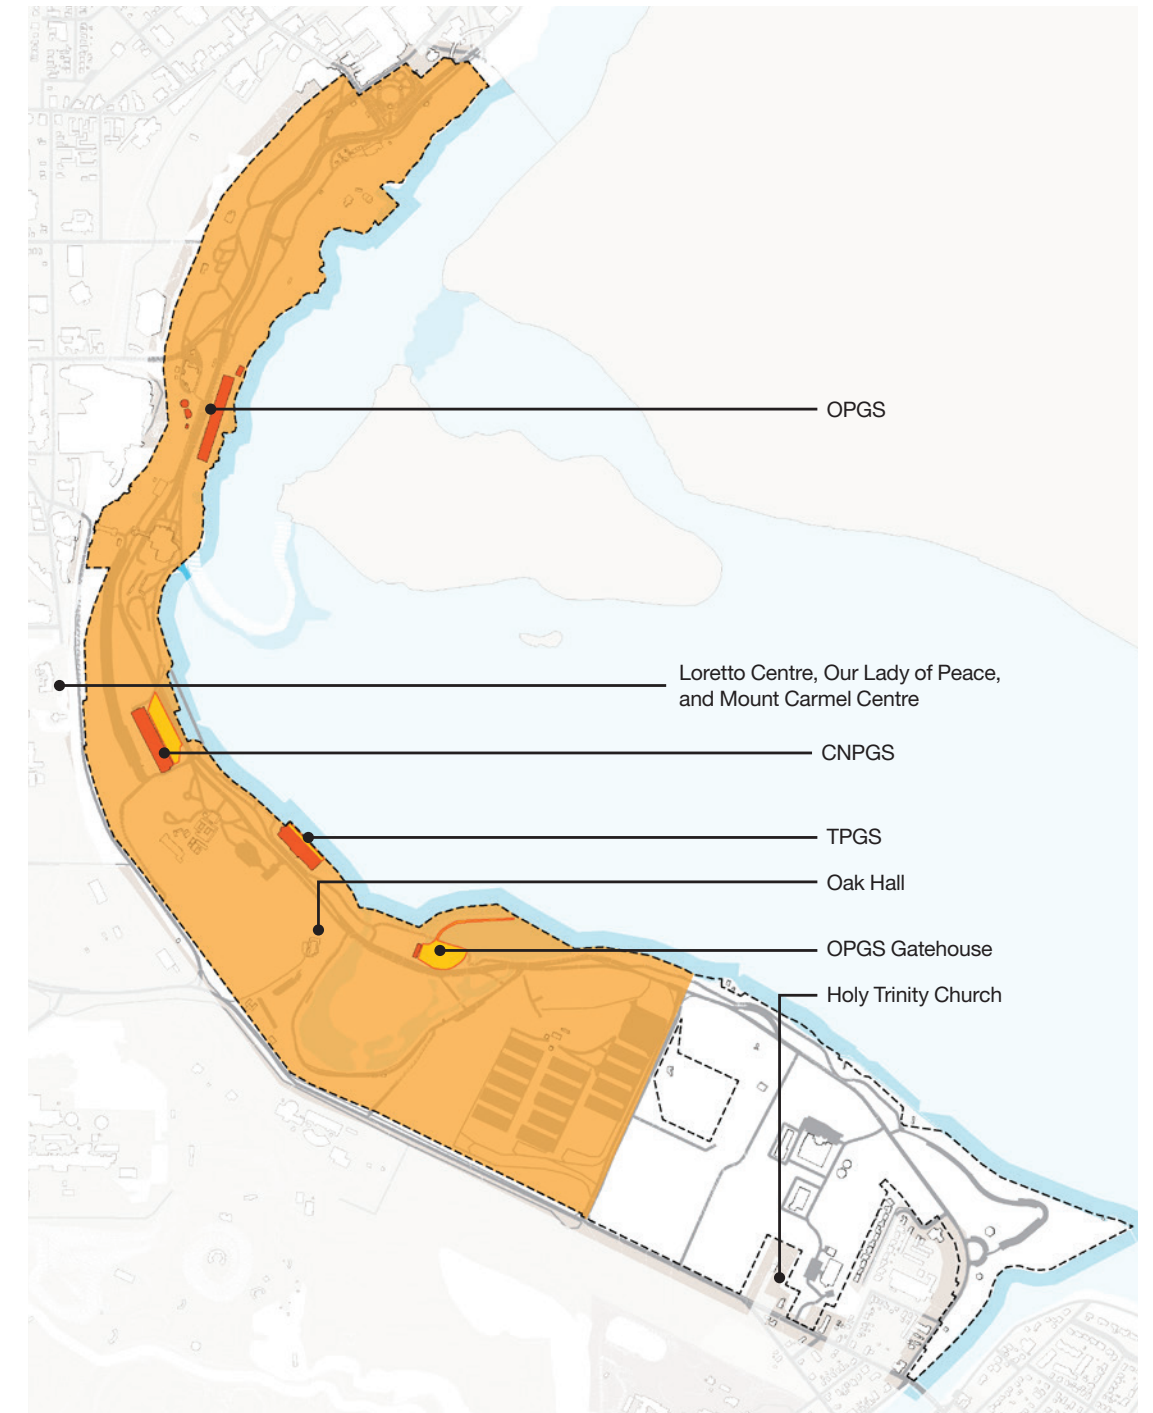 OPGS
Loretto Centre, Our Lady of Peace,
and Mount Carmel Centre
CNPGS
TPGS
Oak Hall
OPGS Gatehouse
Holy Trinity Church